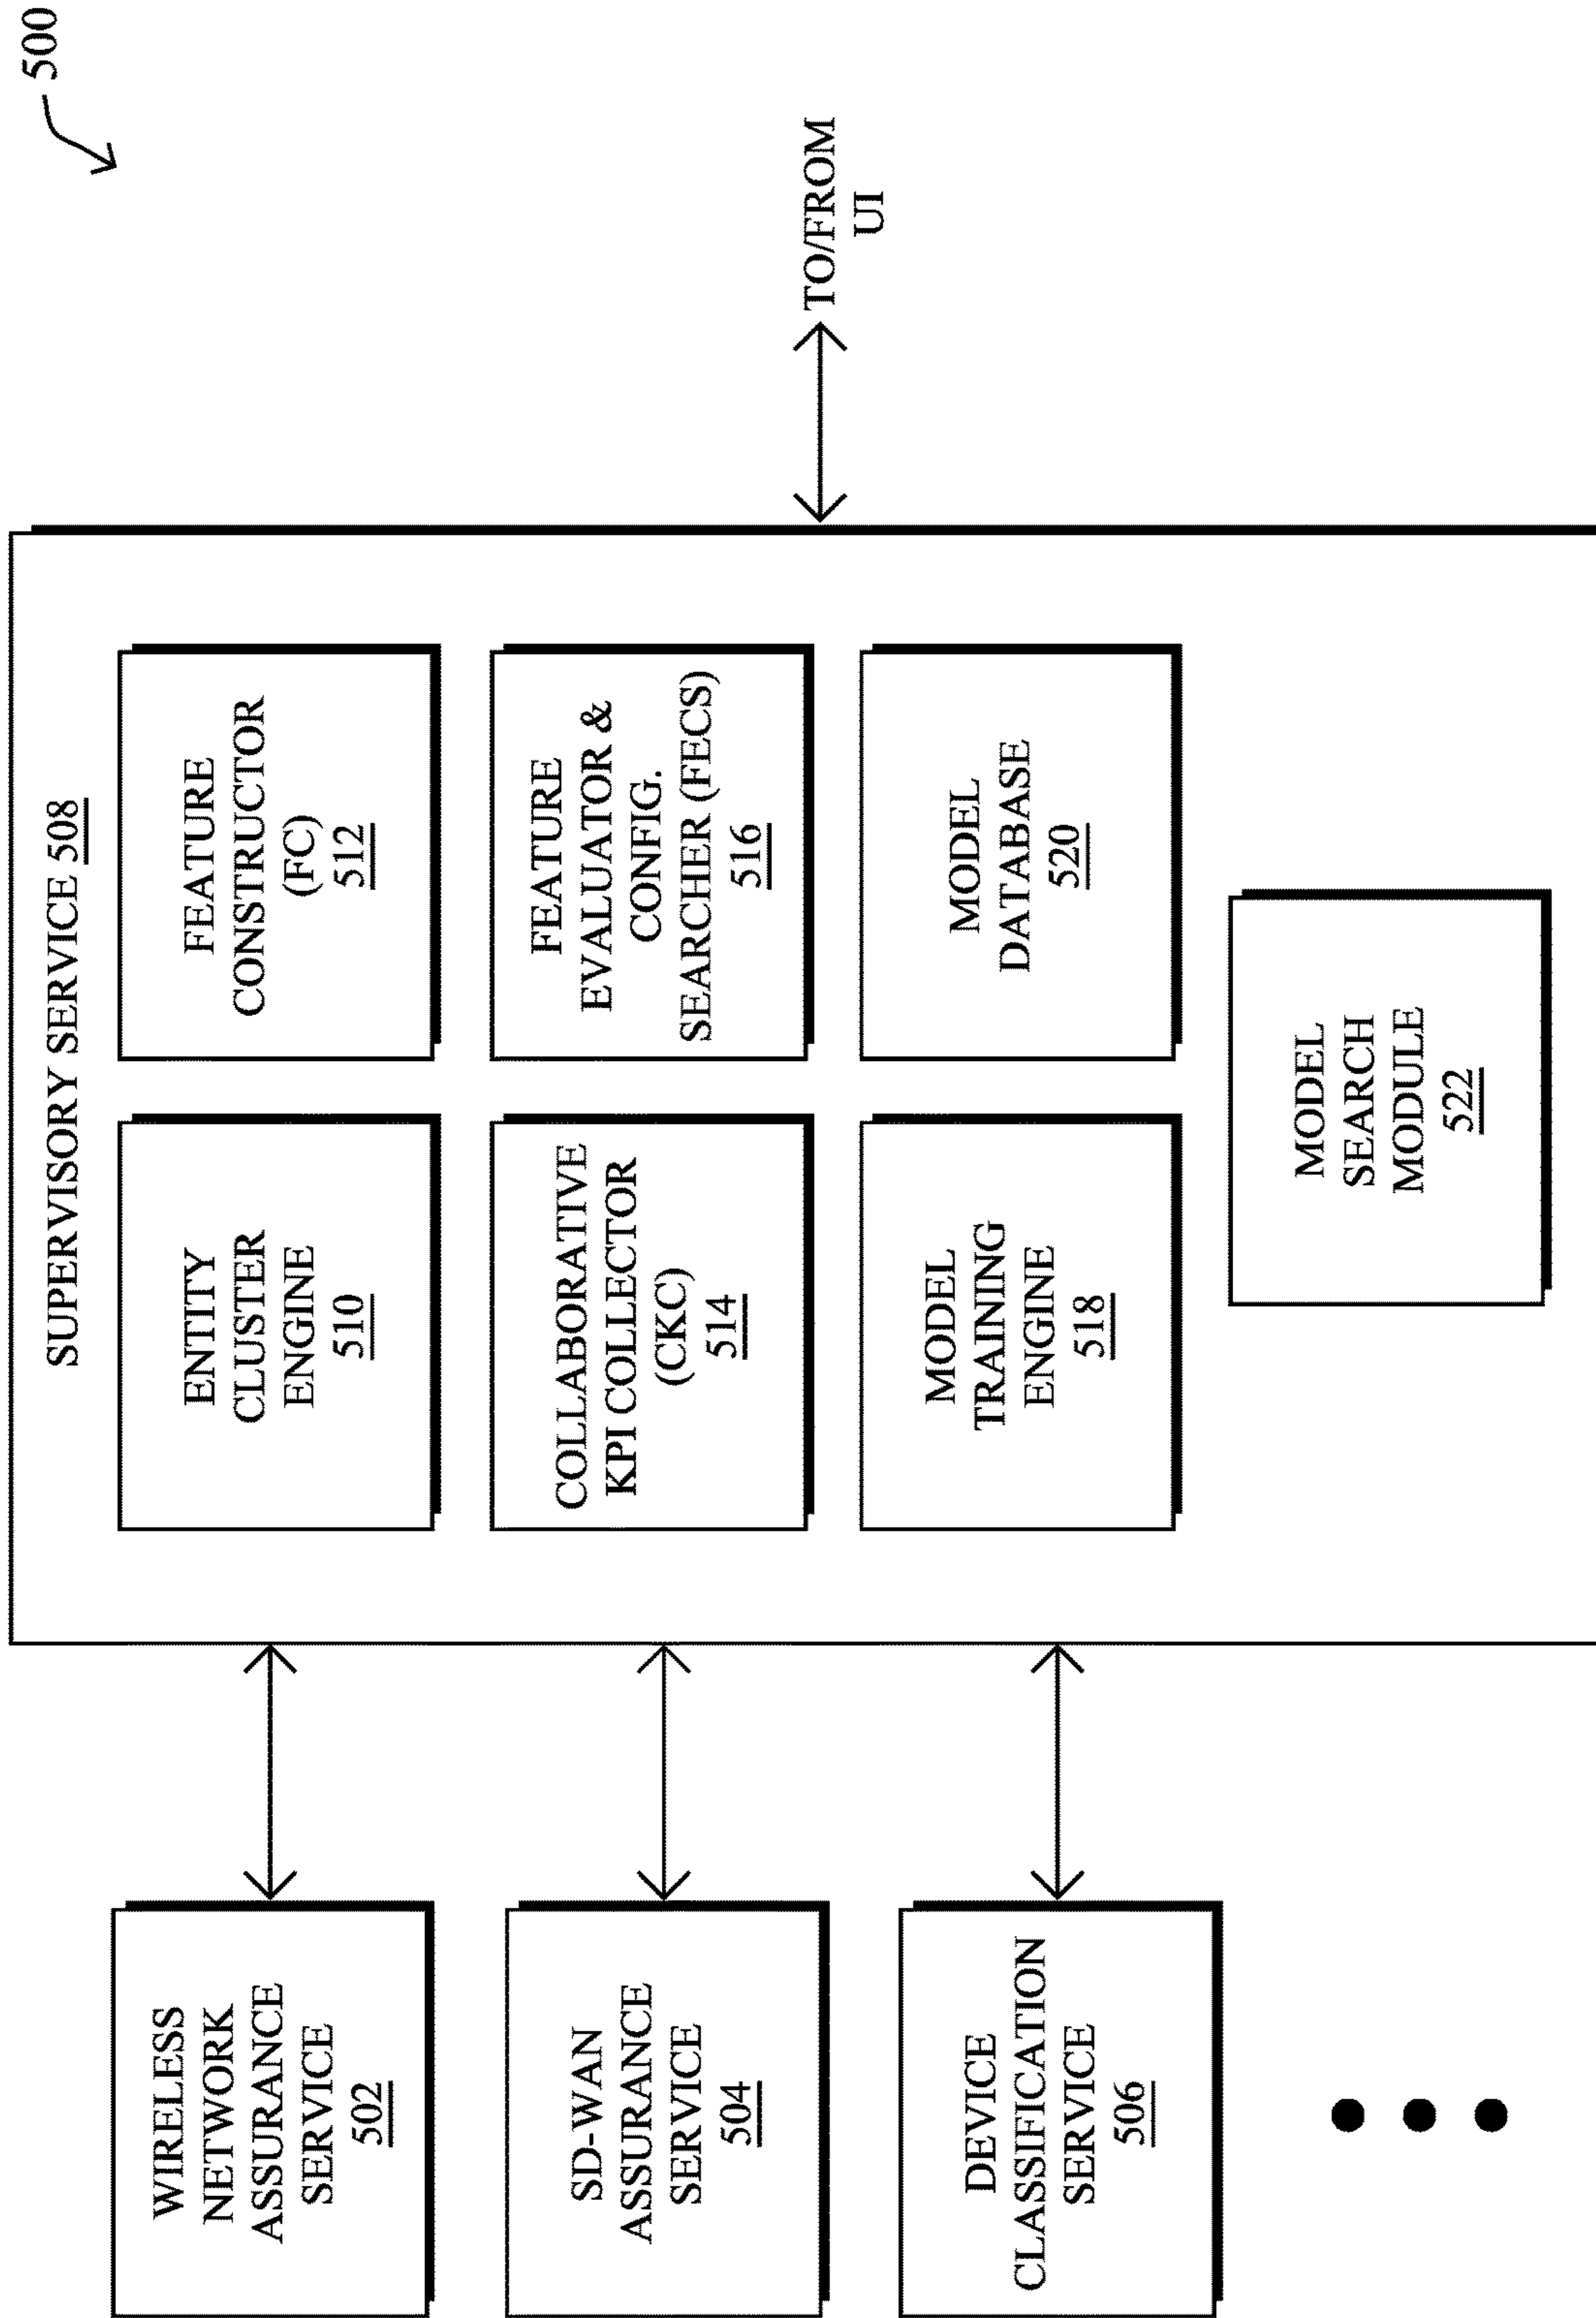 500
SUPERVISORY SERVICE 508
WIRELESS
NETWORK
ASSURANCE
SERVICE
502
ENTITY
CLUSTER
ENGINE
510
FEATURE
CONSTRUCTOR
(FC)
512
SD-WAN
ASSURANCE
SERVICE
504
COLLABORATIVE
KPI COLLECTOR
(CKC)
514
FEATURE
EVALUATOR &
CONFIG.
SEARCHER (FECS)
516
TO/FROM
UI
DEVICE
CLASSIFICATION
SERVICE
506
MODEL
TRAINING
ENGINE
518
MODEL
DATABASE
520
MODEL
SEARCH
MODULE
522